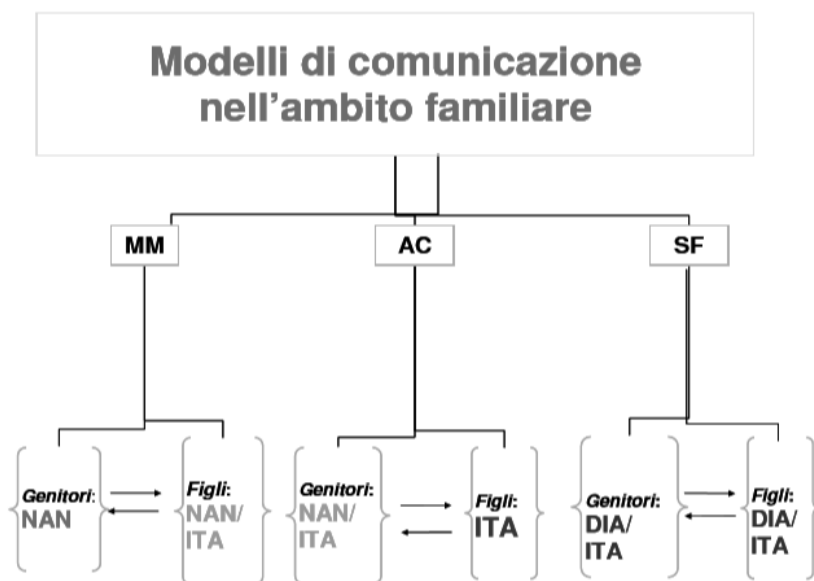 Modelli di comunicazione
nell'ambito familiare
MM
AC
SF
Genitori:
NAN
Figli:
NAN/
ITA
Genitori:
NAN/
ITA
Figli:
ITA
Genitori:
DIA/
ITA
Figli:
DIA/
ITA